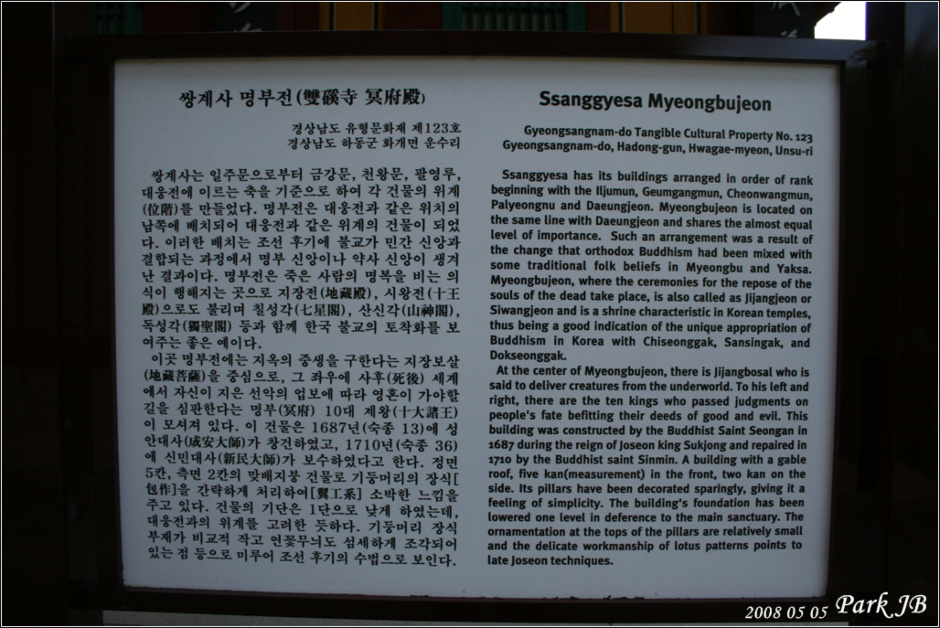 쌍계사 명부전(雙磎寺 冥府殿)
경상남도 유형문화재 제123호
경상남도 하동군 화개면 운수리
쌍계사는 일주문으로부터 금강문, 천왕문, 팔영루,
대웅전에 이르는 축을 기준으로 하여 각 건물의 위계
(位階)를 만들었다. 명부전은 대웅전과 같은 위치의
남쪽에 배치되어 대웅전과 같은 위계의 건물이 되었
다. 이러한 배치는 조선 후기에 불교가 민간 신앙과
결합되는 과정에서 명부 신앙이나 약사 신앙이 생겨
난 결과이다. 명부전은 죽은 사람의 명복을 비는 의
식이 행해지는 곳으로 지장전(地藏殿), 시왕전(十王
殿)으로도 불리며 칠성각(七星閣), 산신각(山神閣),
독성각(獨聖閣) 등과 함께 한국 불교의 토착화를 보
여주는 좋은 예이다.
이곳 명부전에는 지옥의 중생을 구한다는 지장보살
(地藏菩薩)을 중심으로, 그 좌우에 사후(死後) 세계
에서 자신이 지은 선악의 업보에 따라 영혼이 가야할
길을 심판한다는 명부(冥府) 10대 제왕(十大諸王)
이 모셔져 있다. 이 건물은 1687년(숙종 13)에 성
안대사(成安大師)가 창건하였고, 1710년(숙종 36)
에 신민대사(新民大師)가 보수하였다고 한다. 정면
5칸, 측면 2칸의 맞배지붕 건물로 기둥머리의 장식[
包作]을 간략하게 처리하여[翼工系] 소박한 느낌을
주고 있다. 건물의 기단은 1단으로 낮게 하였는데,
대웅전과의 위계를 고려한 듯하다. 기둥머리 장식
부재가 비교적 작고 연꽃무늬도 섬세하게 조각되어
있는 점 등으로 미루어 조선 후기의 수법으로 보인다.
Ssanggyesa Myeongbujeon
Gyeongsangnam-do Tangible Cultural Property No. 123
Gyeongsangnam-do, Hadong-gun, Hwagae-myeon, Unsu-ri
Ssanggyesa has its buildings arranged in order of rank
beginning with the Iljumun, Geumgangmun, Cheonwangmun,
Palyeongnu and Daeungjeon. Myeongbujeon is located on
the same line with Daeungjeon and shares the almost equal
level of importance. Such an arrangement was a result of
the change that orthodox Buddhism had been mixed with
some traditional folk beliefs in Myeongbu and Yaksa.
Myeongbujeon, where the ceremonies for the repose of the
souls of the dead take place, is also called as Jijangjeon or
Siwangjeon and is a shrine characteristic in Korean temples,
thus being a good indication of the unique appropriation of
Buddhism in Korea with Chiseonggak, Sansingak, and
Dokseonggak.
At the center of Myeongbujeon, there is Jijangbosal who is
said to deliver creatures from the underworld. To his left and
right, there are the ten kings who passed judgments on
people's fate befitting their deeds of good and evil. This
building was constructed by the Buddhist Saint Seongan in
1687 during the reign of Joseon king Sukjong and repaired in
1710 by the Buddhist saint Sinmin. A building with a gable
roof, five kan(measurement) in the front, two kan on the
side. Its pillars have been decorated sparingly, giving it a
feeling of simplicity. The building's foundation has been
lowered one level in deference to the main sanctuary. The
ornamentation at the tops of the pillars are relatively small
and the delicate workmanship of lotus patterns points to
late Joseon techniques.
2008 05 05 Park JB